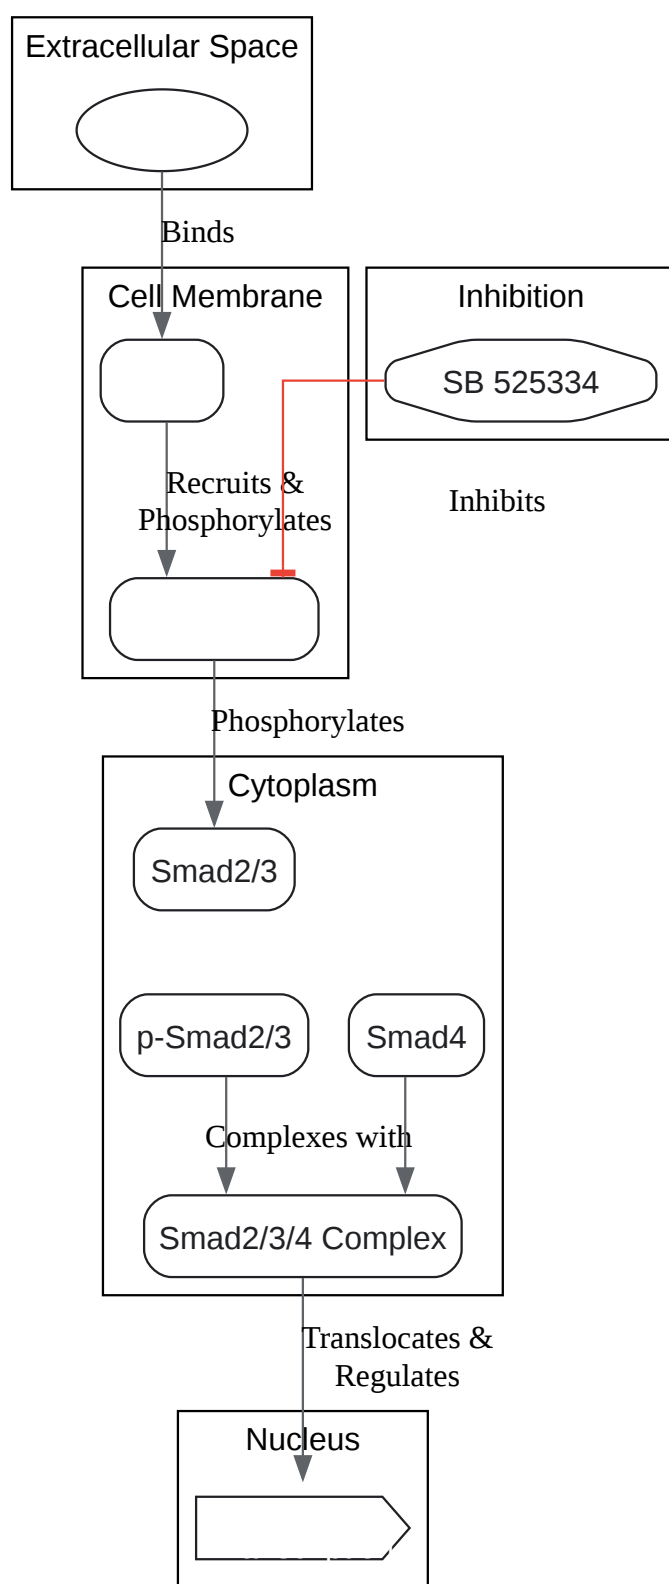 Extracellular Space
Binds
Cell Membrane
Inhibition
SB 525334
Recruits &
Phosphorylates
Inhibits
Phosphorylates
Cytoplasm
Smad2/3
p-Smad2/3
Smad4
Complexes with
Smad2/3/4 Complex
Translocates &
Regulates
Nucleus